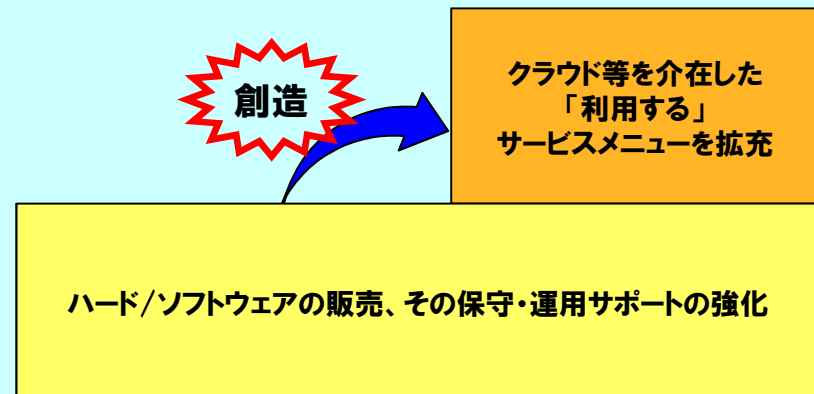 創造
クラウド等を介在した
「利用する」
サービスメニューを拡充
ハード/ソフトウェアの販売、その保守・運用サポートの強化